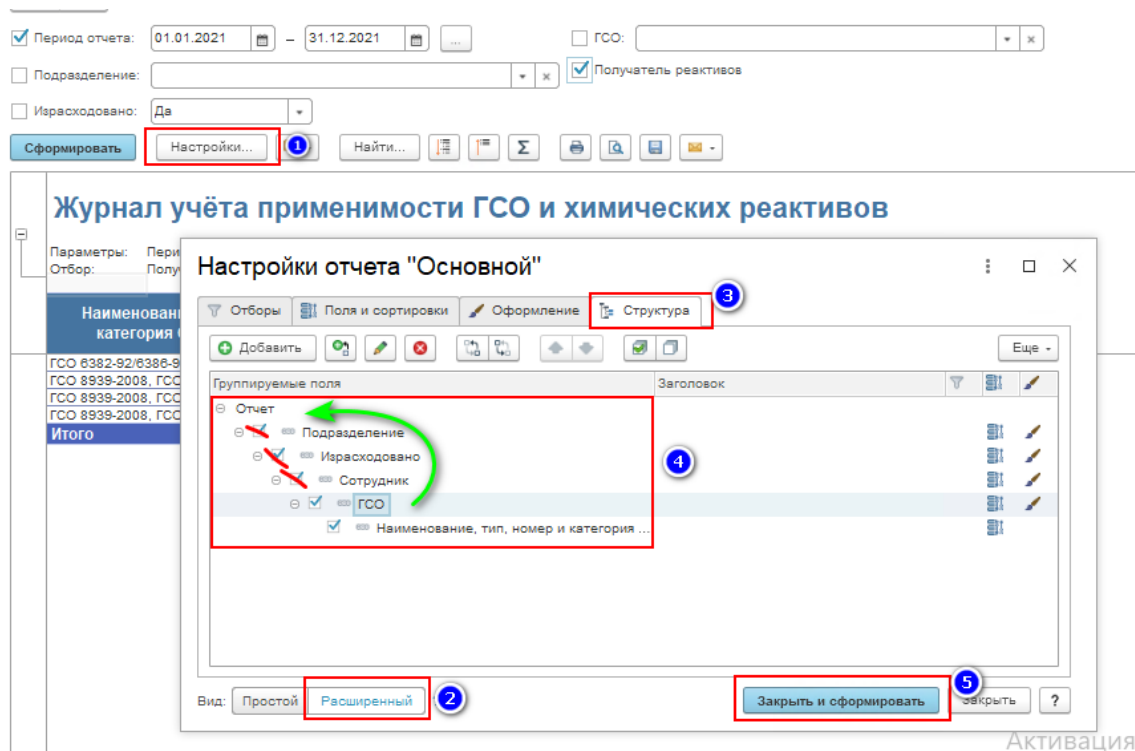 Период отчета: 01.01.2021 – 31.12.2021 ... ГСО:
Подразделение: Получатель реактивов
Израсходовано: Да
Сформировать Настройки... 1 Найти...
Журнал учёта применимости ГСО и химических реактивов
Параметры: Пери
Отбор: Полу
Настройки отчета "Основной"
Наименовани
категория
Отборы Поля и сортировки Оформление Структура 3
Добавить Еще
ГСО 6382-92/6386-9
ГСО 8939-2008, ГСО
ГСО 8939-2008, ГСО
ГСО 8939-2008, ГСО
Итого
Группируемые поля Заголовок
Отчет
Подразделение
Израсходовано
Сотрудник
ГСО
Наименование, тип, номер и категория ...
4
Вид: Простой Расширенный 2 Закрыть и сформировать 5 Закрыть ?
Активация